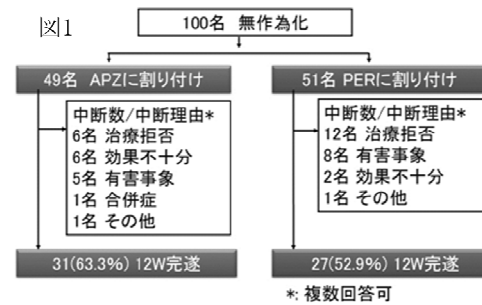 図1
100名 無作為化
49名 APZに割り付け
中断数/中断理由*
6名 治療拒否
6名 効果不十分
5名 有害事象
1名 合併症
1名 その他
31(63.3%) 12W完遂
51名 PERに割り付け
中断数/中断理由*
12名 治療拒否
8名 有害事象
2名 効果不十分
1名 その他
27(52.9%) 12W完遂
*: 複数回答可